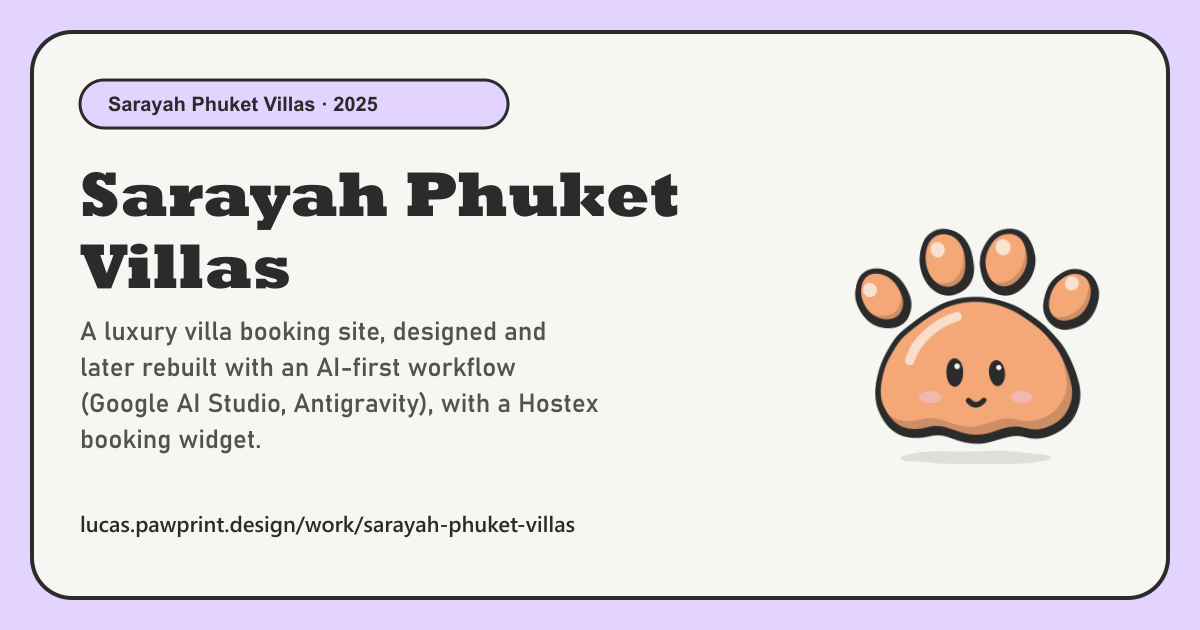 Sarayah Phuket Villas · 2025
Sarayah Phuket
Villas
A luxury villa booking site, designed and
later rebuilt with an AI-first workflow
(Google AI Studio, Antigravity), with a Hostex
booking widget.
lucas.pawprint.design/work/sarayah-phuket-villas